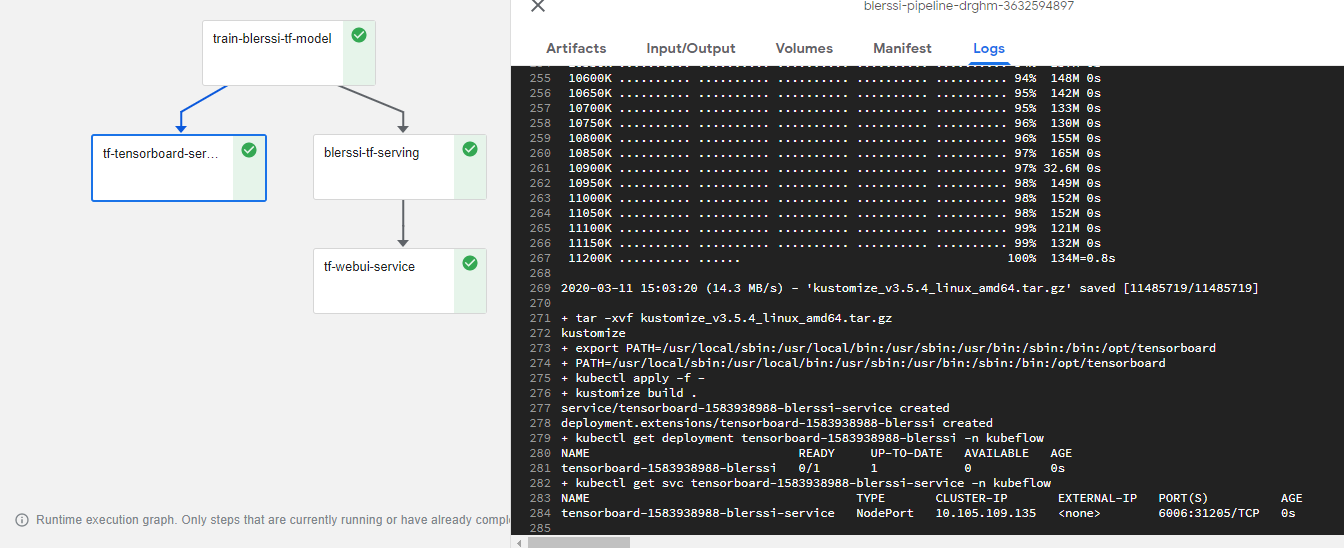 train-blerssi-tf-model
tf-tensorboard-ser...
blerssi-tf-serving
tf-webui-service
Runtime execution graph. Only steps that are currently running or have already comple
blerssi-pipeline-drghm-3632594897
Artifacts Input/Output Volumes Manifest Logs
255 10600K .......... .......... .......... .......... .......... 94% 148M 0s
256 10650K .......... .......... .......... .......... .......... 95% 142M 0s
257 10700K .......... .......... .......... .......... .......... 95% 133M 0s
258 10750K .......... .......... .......... .......... .......... 96% 130M 0s
259 10800K .......... .......... .......... .......... .......... 96% 155M 0s
260 10850K .......... .......... .......... .......... .......... 97% 165M 0s
261 10900K .......... .......... .......... .......... .......... 97% 32.6M 0s
262 10950K .......... .......... .......... .......... .......... 98% 149M 0s
263 11000K .......... .......... .......... .......... .......... 98% 152M 0s
264 11050K .......... .......... .......... .......... .......... 98% 152M 0s
265 11100K .......... .......... .......... .......... .......... 99% 121M 0s
266 11150K .......... .......... .......... .......... .......... 99% 132M 0s
267 11200K .......... ...... 100% 134M=0.8s
268
269 2020-03-11 15:03:20 (14.3 MB/s) - 'kustomize_v3.5.4_linux_amd64.tar.gz' saved [11485719/11485719]
270
271 + tar -xvf kustomize_v3.5.4_linux_amd64.tar.gz
272 kustomize
273 + export PATH=/usr/local/sbin:/usr/local/bin:/usr/sbin:/usr/bin:/sbin:/bin:/opt/tensorboard
274 + PATH=/usr/local/sbin:/usr/local/bin:/usr/sbin:/usr/bin:/sbin:/bin:/opt/tensorboard
275 + kubectl apply -f -
276 + kustomize build .
277 service/tensorboard-1583938988-blerssi-service created
278 deployment.extensions/tensorboard-1583938988-blerssi created
279 + kubectl get deployment tensorboard-1583938988-blerssi -n kubeflow
280 NAME READY UP-TO-DATE AVAILABLE AGE
281 tensorboard-1583938988-blerssi 0/1 1 0 0s
282 + kubectl get svc tensorboard-1583938988-blerssi-service -n kubeflow
283 NAME TYPE CLUSTER-IP EXTERNAL-IP PORT(S) AGE
284 tensorboard-1583938988-blerssi-service NodePort 10.105.109.135 <none> 6006:31205/TCP 0s
285